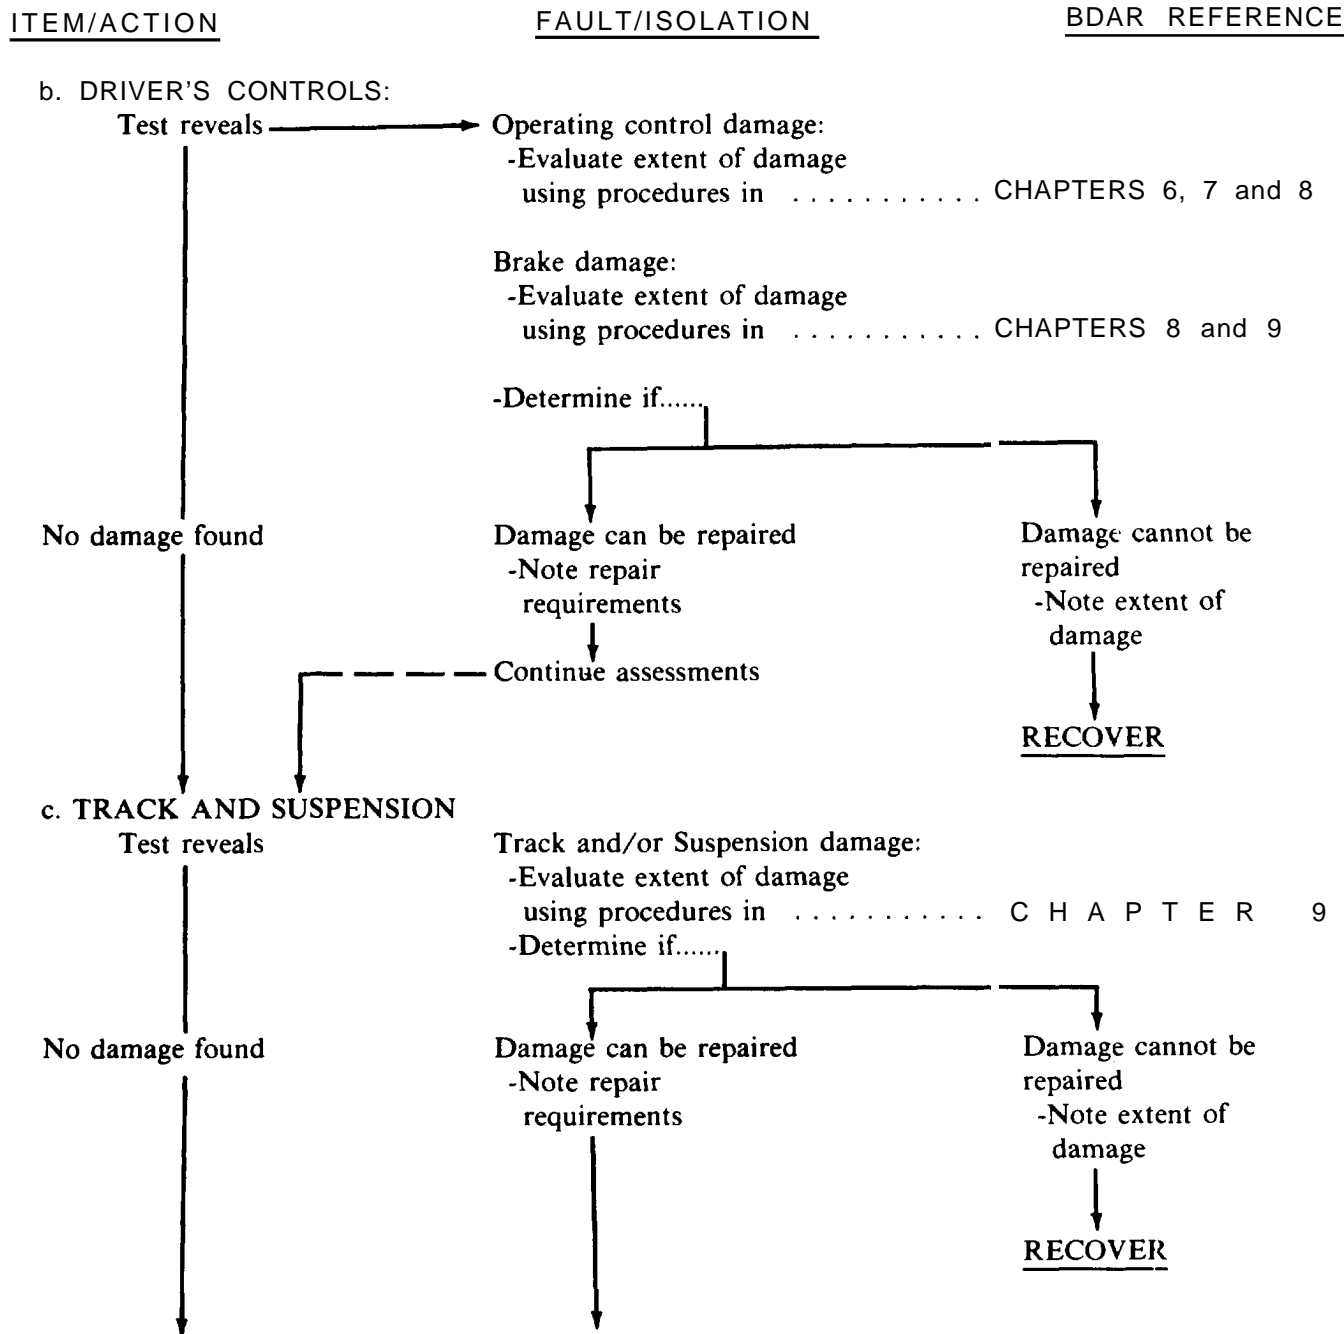 ITEM/ACTION FAULT/ISOLATION BDAR REFERENCE
b. DRIVER'S CONTROLS:
Test reveals Operating control damage:
-Evaluate extent of damage
using procedures in ........... CHAPTERS 6, 7 and 8
Brake damage:
-Evaluate extent of damage
using procedures in ........... CHAPTERS 8 and 9
-Determine if......
No damage found Damage can be repaired Damage cannot be
-Note repair repaired
requirements -Note extent of
damage
Continue assessments
RECOVER
c. TRACK AND SUSPENSION
Test reveals Track and/or Suspension damage:
-Evaluate extent of damage
using procedures in ........... CHAPTER 9
-Determine if......
No damage found Damage can be repaired Damage cannot be
-Note repair repaired
requirements -Note extent of
damage
RECOVER